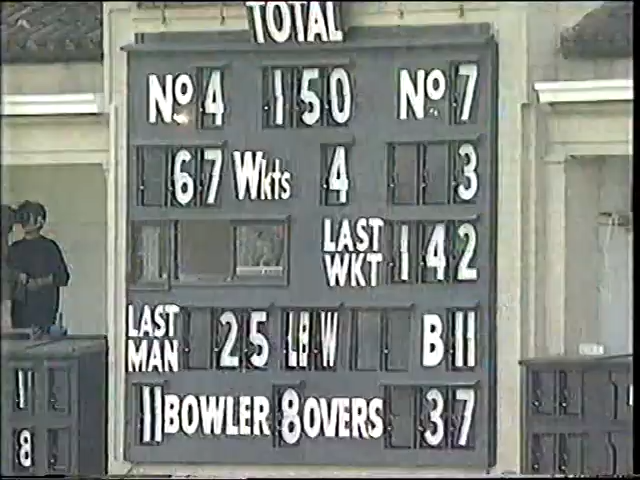 TOTAL
No 4 150 No 7
67 Wkts 4 3
LAST WKT 142
LAST MAN 25 LBW B 11
11 BOWLER 8 OVERS 37
1
8